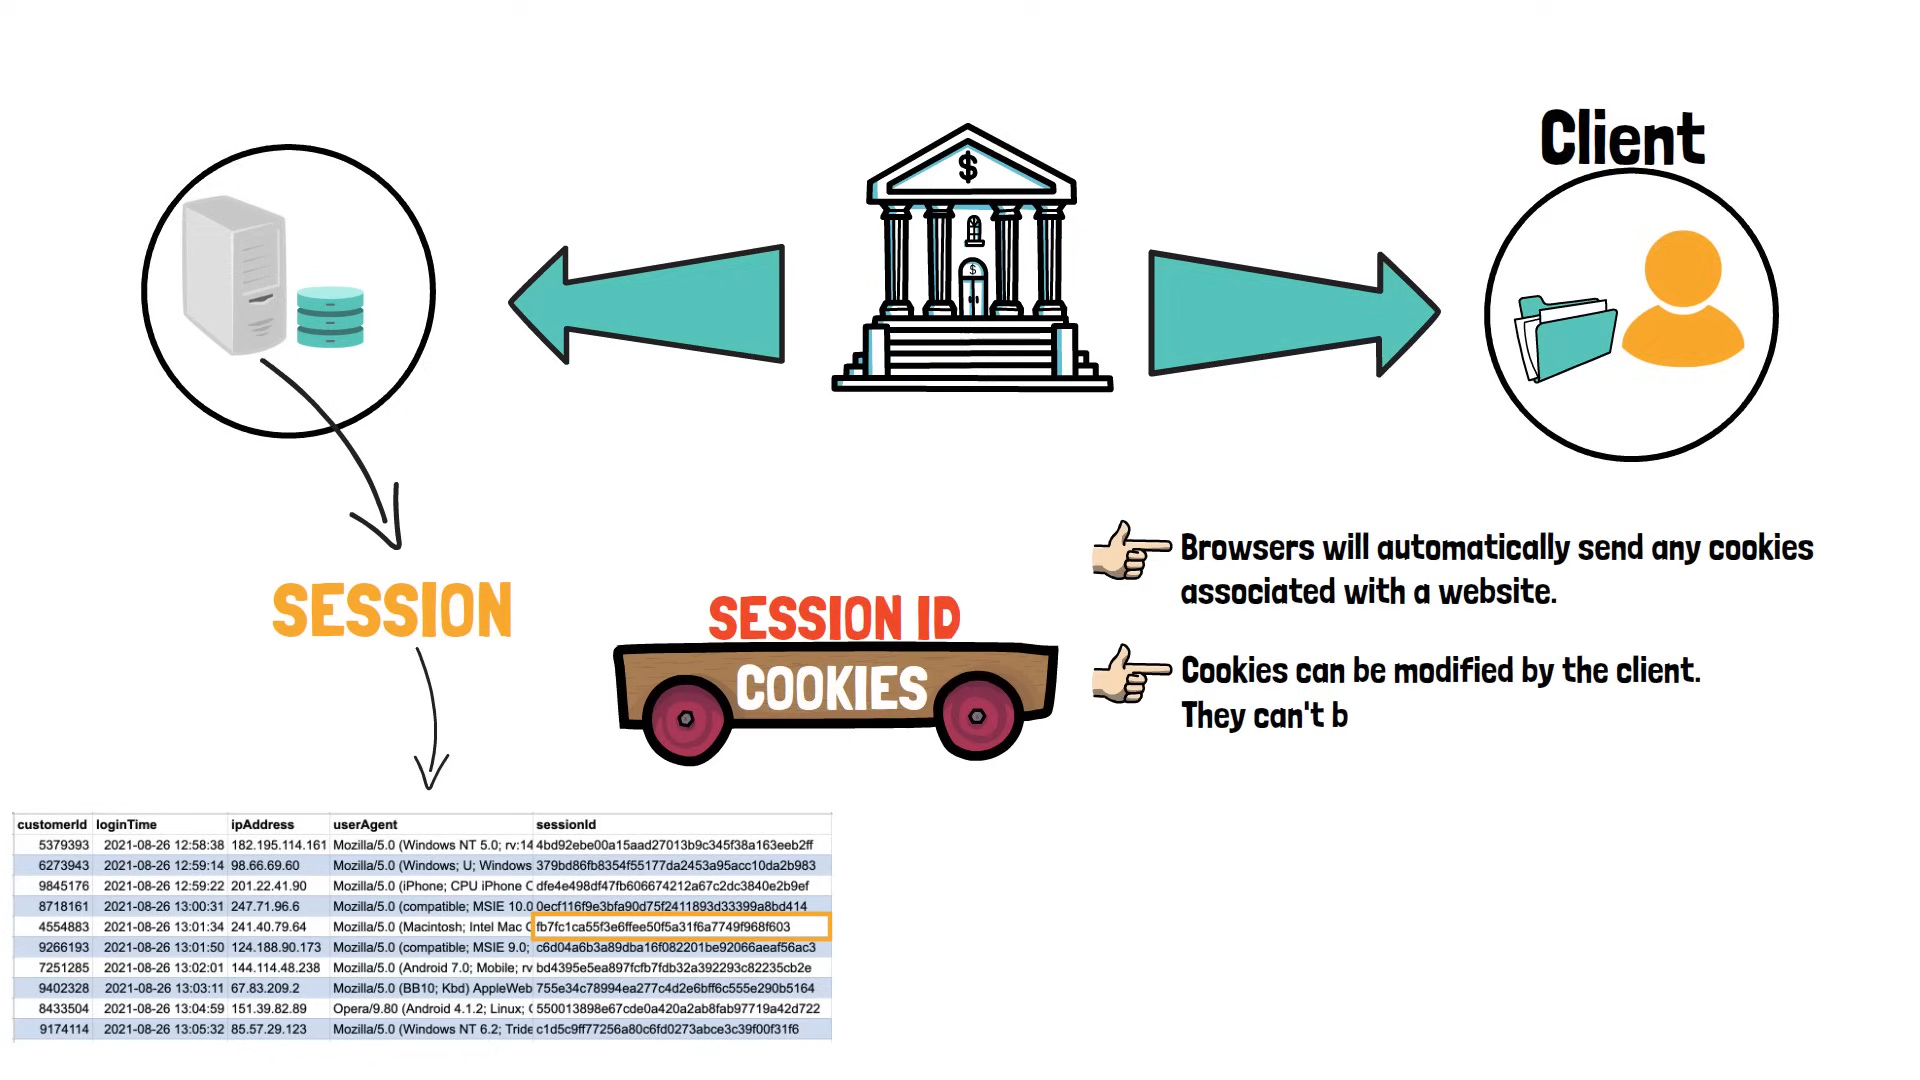 Client
$
$
Browsers will automatically send any cookies
associated with a website.
SESSION
SESSION ID
COOKIES
Cookies can be modified by the client.
They can't b
customerId loginTime ipAddress userAgent sessionId
5379393 2021-08-26 12:58:38 182.195.114.161 Mozilla/5.0 (Windows NT 5.0; rv:14 4bd92ebe00a15aad27013b9c345f38a163eeb2ff
6273943 2021-08-26 12:59:14 98.66.69.60 Mozilla/5.0 (Windows; U; Windows 379bd86fb8354f55177da2453a95acc10da2b983
9845176 2021-08-26 12:59:22 201.22.41.90 Mozilla/5.0 (iPhone; CPU iPhone C dfe4e498df47fb606674212a67c2dc3840e2b9ef
8718161 2021-08-26 13:00:31 247.71.96.6 Mozilla/5.0 (compatible; MSIE 10.0 0ecf116f9e3bfa90d75f2411893d33399a8bd414
4554883 2021-08-26 13:01:34 241.40.79.64 Mozilla/5.0 (Macintosh; Intel Mac C fb7fc1ca55f3e6ffee50f5a31f6a7749f968f603
9266193 2021-08-26 13:01:50 124.188.90.173 Mozilla/5.0 (compatible; MSIE 9.0; c6d04a6b3a89dba16f082201be92066aeaf56ac3
7251285 2021-08-26 13:02:01 144.114.48.238 Mozilla/5.0 (Android 7.0; Mobile; rv bd4395e5ea897fcfb7fdb32a392293c82235cb2e
9402328 2021-08-26 13:03:11 67.83.209.2 Mozilla/5.0 (BB10; Kbd) AppleWeb 755e34c78994ea277c4d2e6bff6c555e290b5164
8433504 2021-08-26 13:04:59 151.39.82.89 Opera/9.80 (Android 4.1.2; Linux; C 550013898e67cde0a420a2ab8fab97719a42d722
9174114 2021-08-26 13:05:32 85.57.29.123 Mozilla/5.0 (Windows NT 6.2; Tride c1d5c9ff77256a80c6fd0273abce3c39f00f31f6